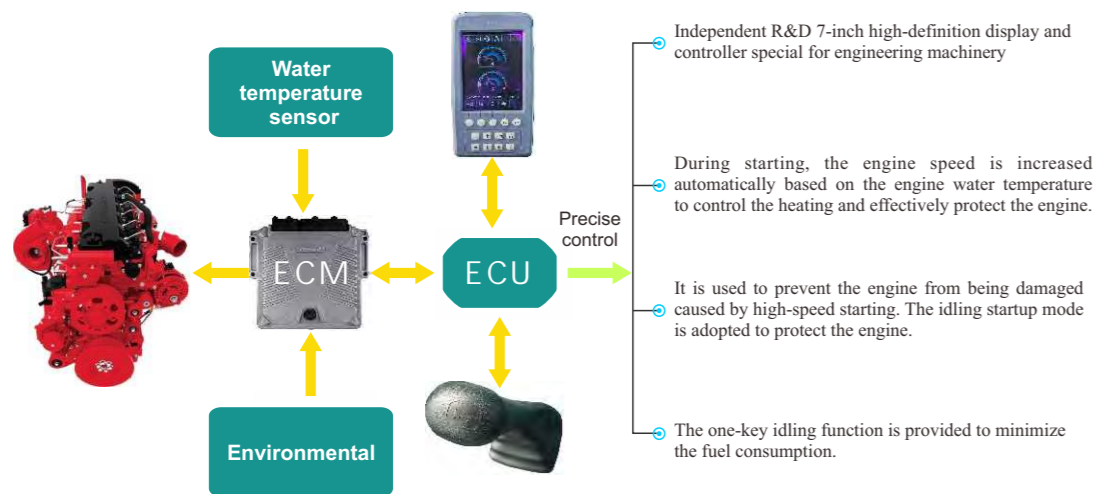 Water
temperature
sensor
ECM
Environmental
ECU
Precise
control
Independent R&D 7-inch high-definition display and
controller special for engineering machinery
During starting, the engine speed is increased
automatically based on the engine water temperature
to control the heating and effectively protect the engine.
It is used to prevent the engine from being damaged
caused by high-speed starting. The idling startup mode
is adopted to protect the engine.
The one-key idling function is provided to minimize
the fuel consumption.